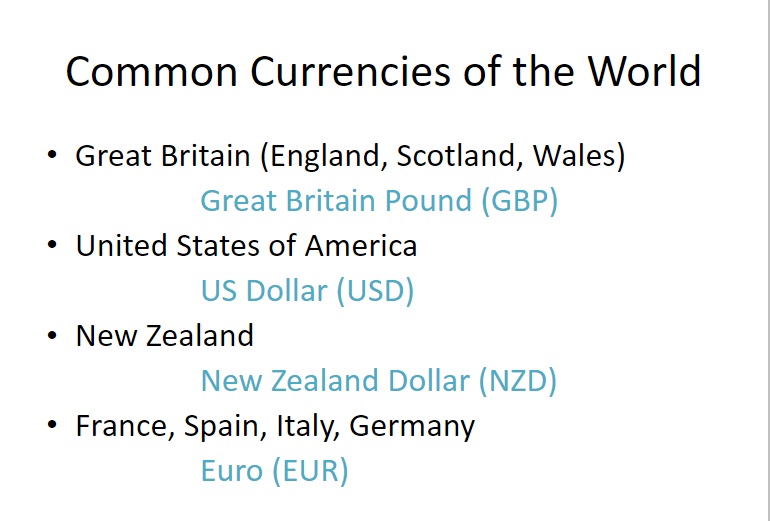 Common Currencies of the World
• Great Britain (England, Scotland, Wales)
Great Britain Pound (GBP)
• United States of America
US Dollar (USD)
• New Zealand
New Zealand Dollar (NZD)
• France, Spain, Italy, Germany
Euro (EUR)